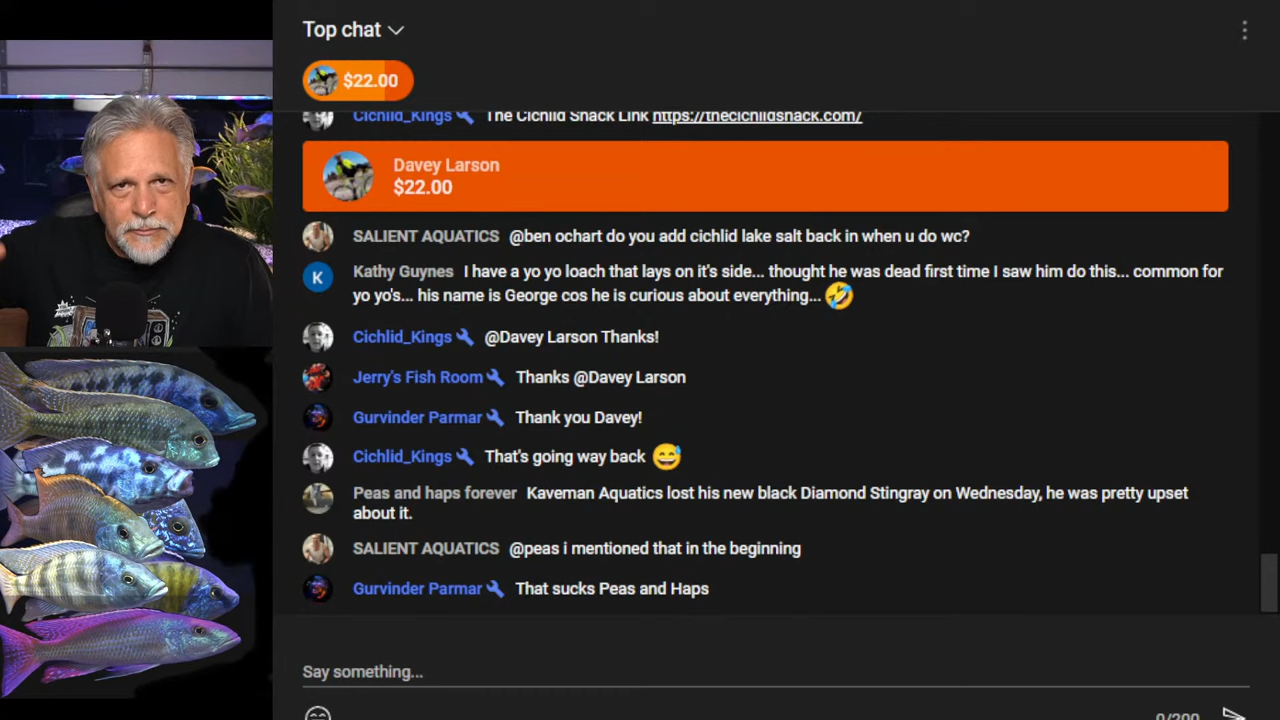 Top chat
$22.00
Cichlid_Kings The Cichlid Snack Link https://thecichlidsnack.com/
Davey Larson
$22.00
SALIENT AQUATICS @ben ochart do you add cichlid lake salt back in when u do wc?
Kathy Guynes I have a yo yo loach that lays on it's side... thought he was dead first time I saw him do this... common for
yo yo's... his name is George cos he is curious about everything... 🤣
Cichlid_Kings @Davey Larson Thanks!
Jerry's Fish Room Thanks @Davey Larson
Gurvinder Parmar Thank you Davey!
Cichlid_Kings That's going way back 😅
Peas and haps forever Kaveman Aquatics lost his new black Diamond Stingray on Wednesday, he was pretty upset
about it.
SALIENT AQUATICS @peas i mentioned that in the beginning
Gurvinder Parmar That sucks Peas and Haps
Say something...
0/200
K